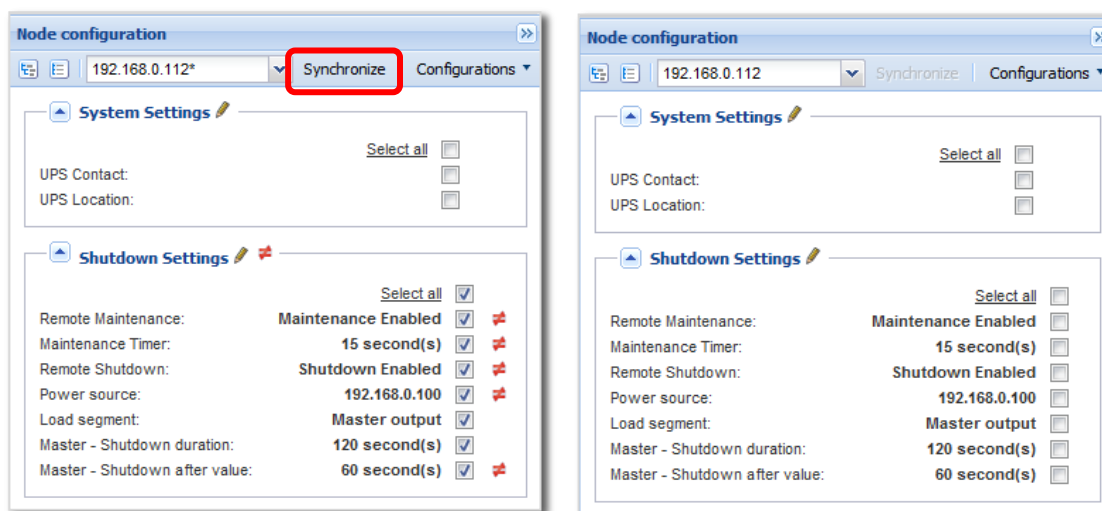 Node configuration
192.168.0.112* Synchronize Configurations
System Settings
Select all
UPS Contact:
UPS Location:
Shutdown Settings
Select all
Remote Maintenance: Maintenance Enabled
Maintenance Timer: 15 second(s)
Remote Shutdown: Shutdown Enabled
Power source: 192.168.0.100
Load segment: Master output
Master - Shutdown duration: 120 second(s)
Master - Shutdown after value: 60 second(s)
Node configuration
192.168.0.112 Synchronize Configurations
System Settings
Select all
UPS Contact:
UPS Location:
Shutdown Settings
Select all
Remote Maintenance: Maintenance Enabled
Maintenance Timer: 15 second(s)
Remote Shutdown: Shutdown Enabled
Power source: 192.168.0.100
Load segment: Master output
Master - Shutdown duration: 120 second(s)
Master - Shutdown after value: 60 second(s)